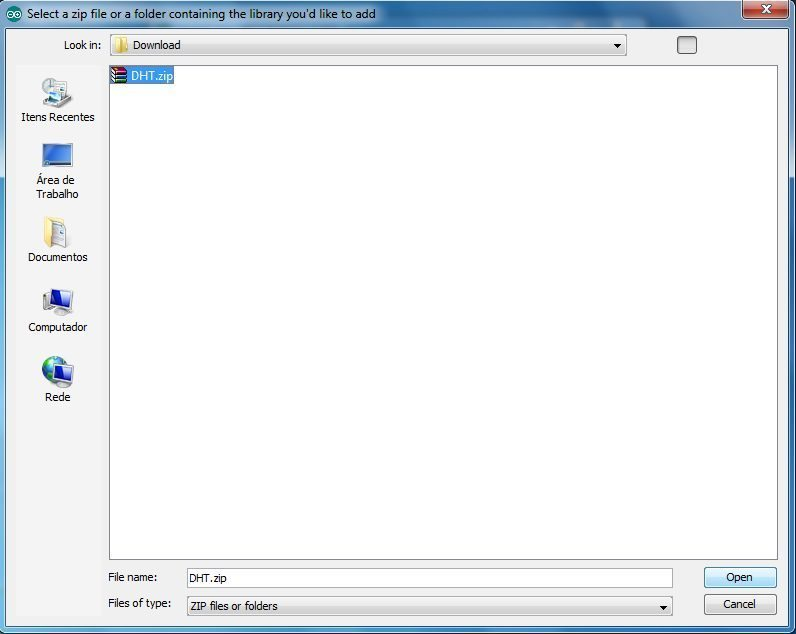 Select a zip file or a folder containing the library you'd like to add
Look in:
Download
DHT.zip
Itens Recentes
Área de
Trabalho
Documentos
Computador
Rede
File name:
DHT.zip
Open
Files of type:
ZIP files or folders
Cancel